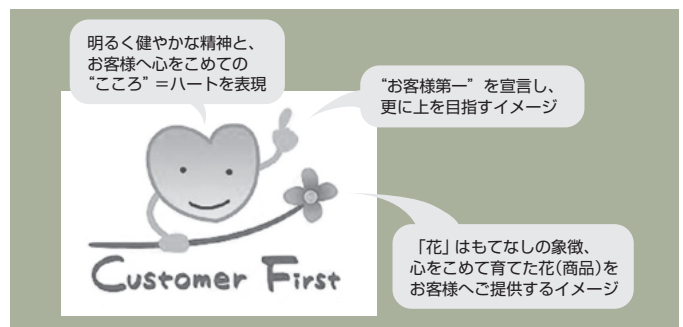 明るく健やかな精神と、
お客様へ心をこめての
“こころ”＝ハートを表現
“お客様第一”を宣言し、
更に上を目指すイメージ
「花」はもてなしの象徴、
心をこめて育てた花(商品)を
お客様へご提供するイメージ
Customer First